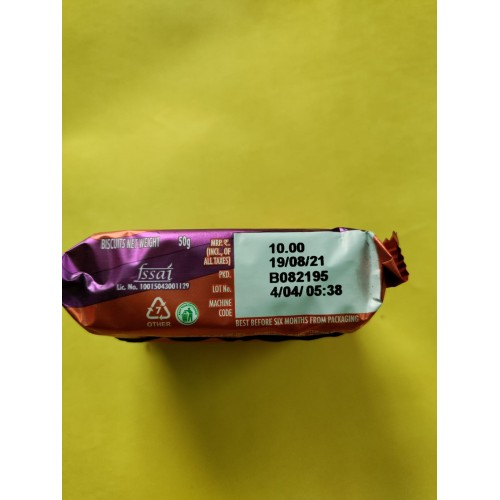 BISCUITS NET WEIGHT 50g
fssai
Lic. No. 10015043001129
7
OTHER
MRP. ₹.
(INCL. OF
ALL TAXES)
PKD.
LOT No.
MACHINE
CODE
10.00
19/08/21
B082195
4/04/ 05:38
BEST BEFORE SIX MONTHS FROM PACKAGING